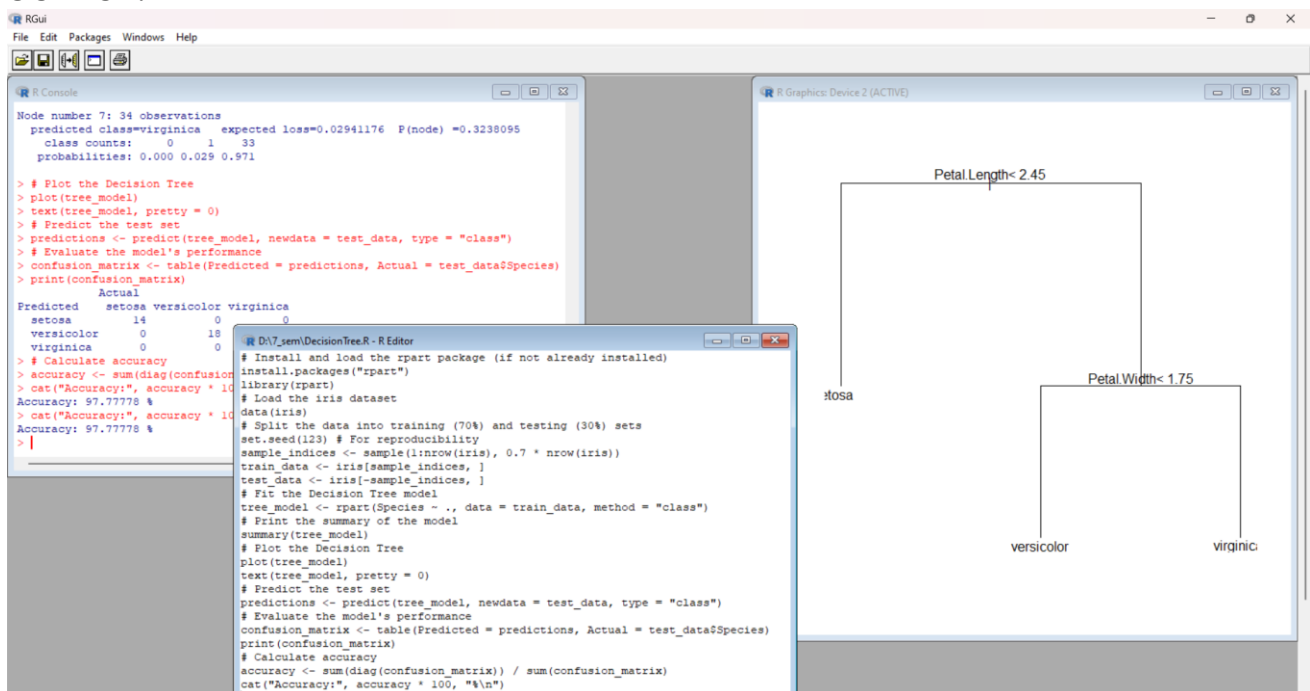 RGui
File Edit Packages Windows Help
R Console
Node number 7: 34 observations
  predicted class=virginica   expected loss=0.02941176  P(node) =0.3238095
    class counts:     0     1    33
   probabilities: 0.000 0.029 0.971
> # Plot the Decision Tree
> plot(tree_model)
> text(tree_model, pretty = 0)
> # Predict the test set
> predictions <- predict(tree_model, newdata = test_data, type = "class")
> # Evaluate the model's performance
> confusion_matrix <- table(Predicted = predictions, Actual = test_data$Species)
> print(confusion_matrix)
            Actual
Predicted    setosa versicolor virginica
  setosa         14          0         0
  versicolor      0         18
  virginica       0          0
> # Calculate accuracy
> accuracy <- sum(diag(confusion
> cat("Accuracy:", accuracy * 10
Accuracy: 97.77778 %
> cat("Accuracy:", accuracy * 10
Accuracy: 97.77778 %
>
D:\7_sem\DecisionTree.R - R Editor
# Install and load the rpart package (if not already installed)
install.packages("rpart")
library(rpart)
# Load the iris dataset
data(iris)
# Split the data into training (70%) and testing (30%) sets
set.seed(123) # For reproducibility
sample_indices <- sample(1:nrow(iris), 0.7 * nrow(iris))
train_data <- iris[sample_indices, ]
test_data <- iris[-sample_indices, ]
# Fit the Decision Tree model
tree_model <- rpart(Species ~ ., data = train_data, method = "class")
# Print the summary of the model
summary(tree_model)
# Plot the Decision Tree
plot(tree_model)
text(tree_model, pretty = 0)
# Predict the test set
predictions <- predict(tree_model, newdata = test_data, type = "class")
# Evaluate the model's performance
confusion_matrix <- table(Predicted = predictions, Actual = test_data$Species)
print(confusion_matrix)
# Calculate accuracy
accuracy <- sum(diag(confusion_matrix)) / sum(confusion_matrix)
cat("Accuracy:", accuracy * 100, "%\n")
R Graphics: Device 2 (ACTIVE)
Petal.Length< 2.45
etosa
Petal.Width< 1.75
versicolor
virginic